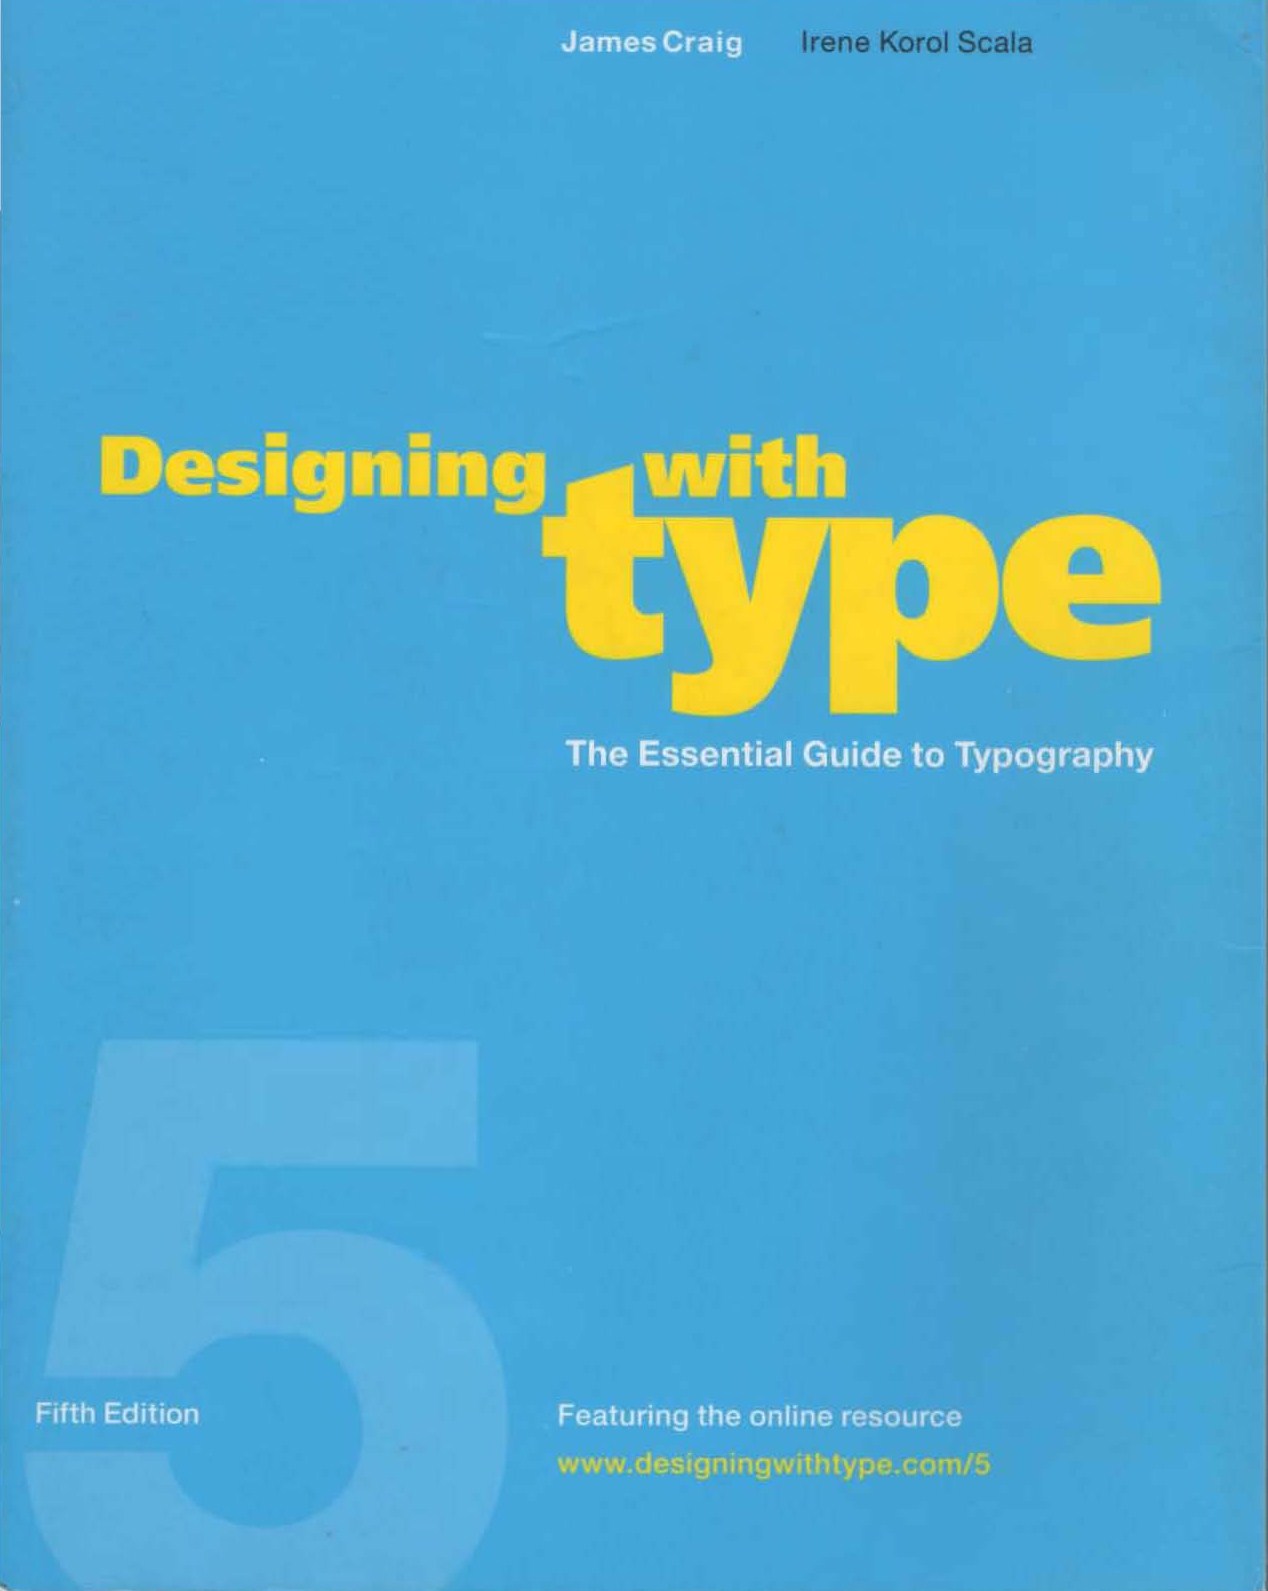 James Craig Irene Korol Scala
Designing with
type
The Essential Guide to Typography
5
Fifth Edition
Featuring the online resource
www.designingwithtype.com/5